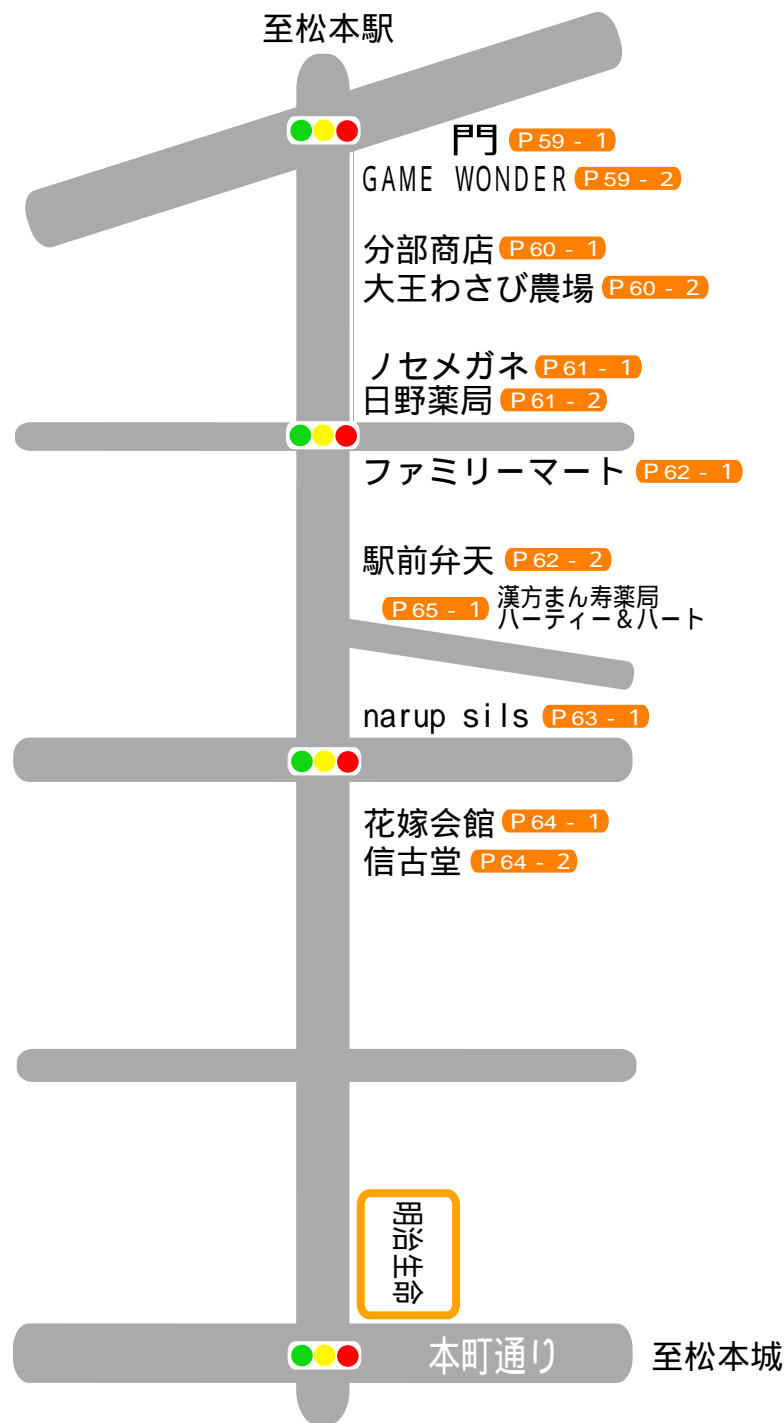 至松本駅
門 P59-1
GAME WONDER P59-2
分部商店 P60-1
大王わさび農場 P60-2
ノセメガネ P61-1
日野薬局 P61-2
ファミリーマート P62-1
駅前弁天 P62-2
P65-1 漢方まん寿薬局
ハーティー&ハート
narup sils P63-1
花嫁会館 P64-1
信古堂 P64-2
明治生命
本町通り 至松本城